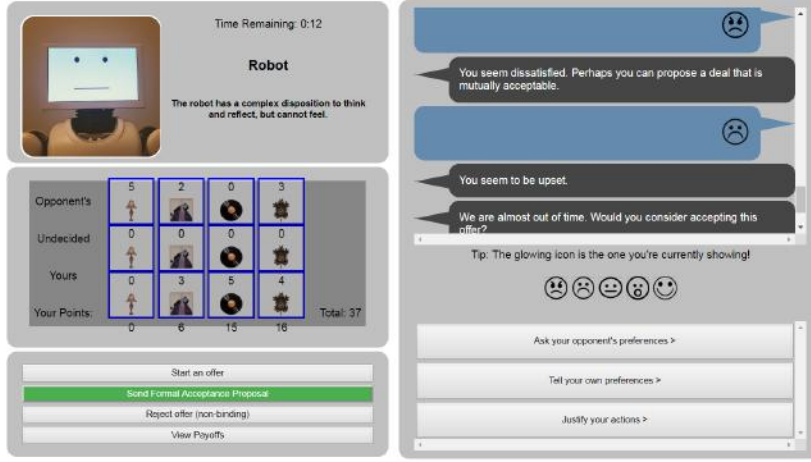 Time Remaining: 0:12
Robot
The robot has a complex disposition to think
and reflect, but cannot feel.
5 2 0 3
Opponent's
Undecided
0 0 0 0
Yours
0 3 5 4
Your Points:
Total: 37
0 6 15 16
Start an offer
Send Formal Acceptance Proposal
Reject offer (non-binding)
View Payoffs
You seem dissatisfied. Perhaps you can propose a deal that is
mutually acceptable.
You seem to be upset.
We are almost out of time. Would you consider accepting this
offer?
Tip: The glowing icon is the one you're currently showing!
Ask your opponent's preferences >
Tell your own preferences >
Justify your actions >